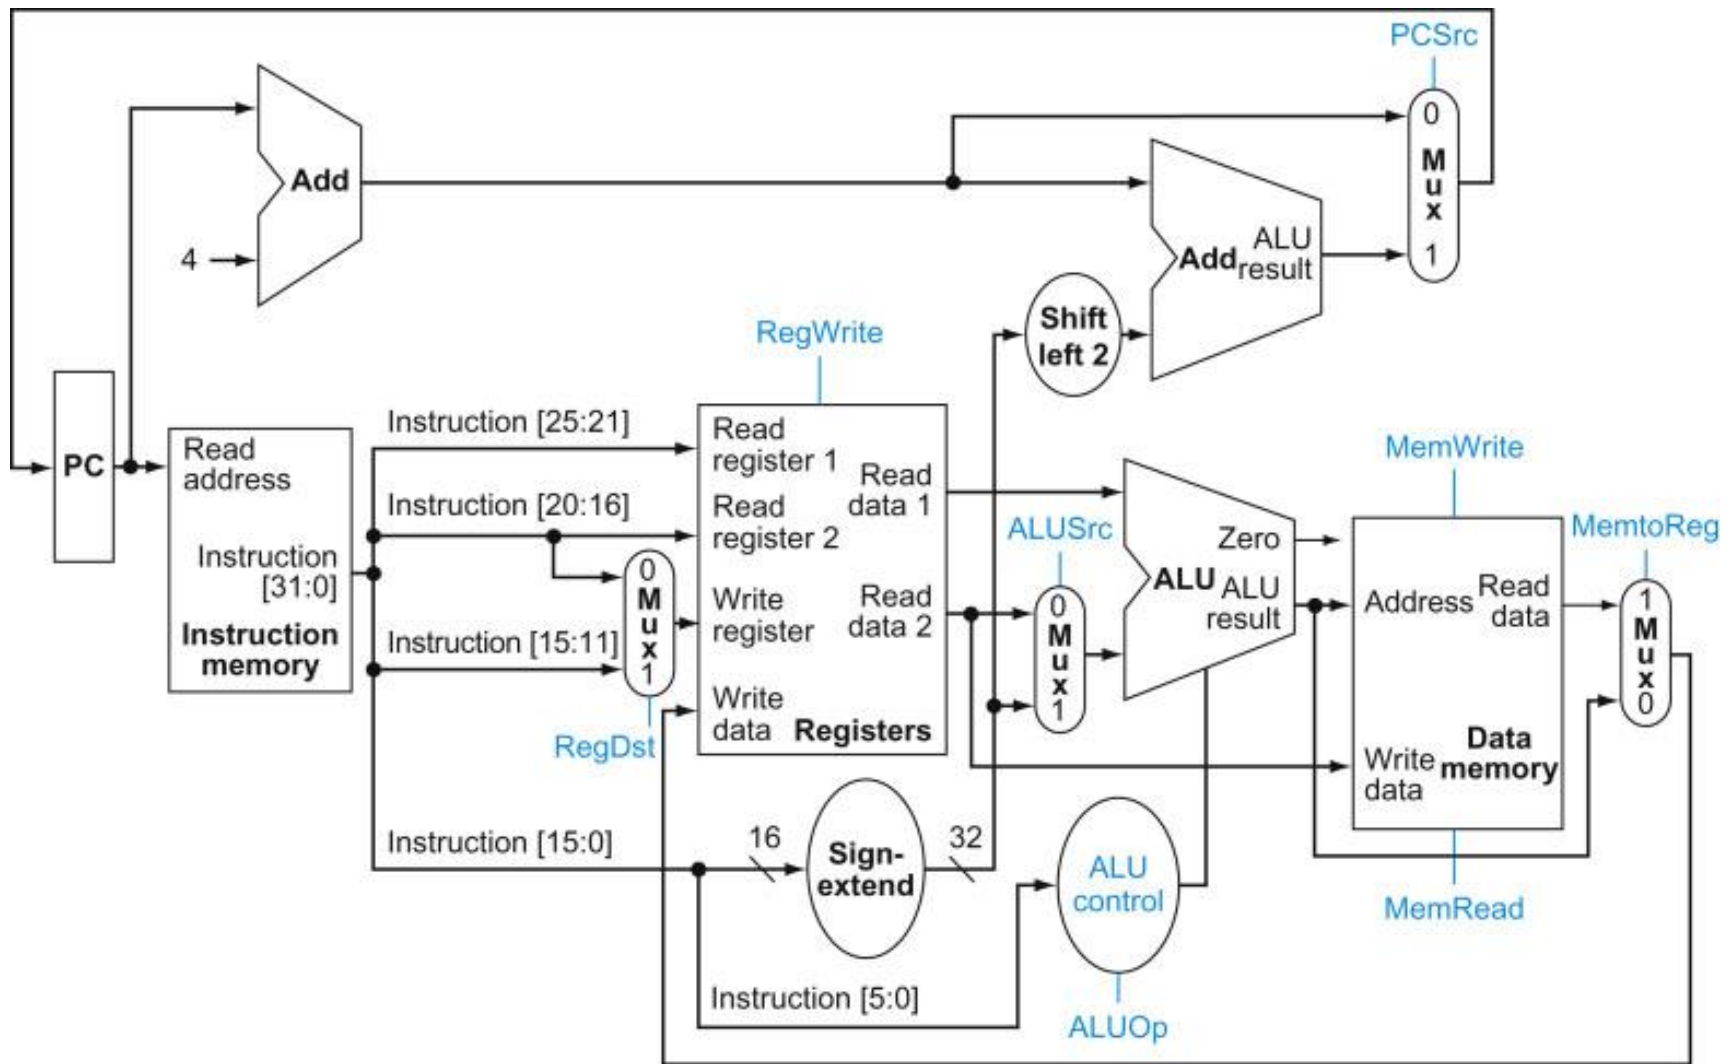 PCSrc
0
Mux
1
Add
4
Add
ALU
result
Shift
left 2
RegWrite
PC
Read
address
Instruction
[31:0]
Instruction
memory
Instruction [25:21]
Instruction [20:16]
Instruction [15:11]
Instruction [15:0]
Instruction [5:0]
0
Mux
1
RegDst
Read
register 1
Read
register 2
Write
register
Write
data
Read
data 1
Read
data 2
Registers
16
Sign-
extend
32
ALUSrc
0
Mux
1
ALU
Zero
ALU
result
ALU
control
ALUOp
MemWrite
Address
Read
data
Write
data
Data
memory
MemRead
MemtoReg
1
Mux
0